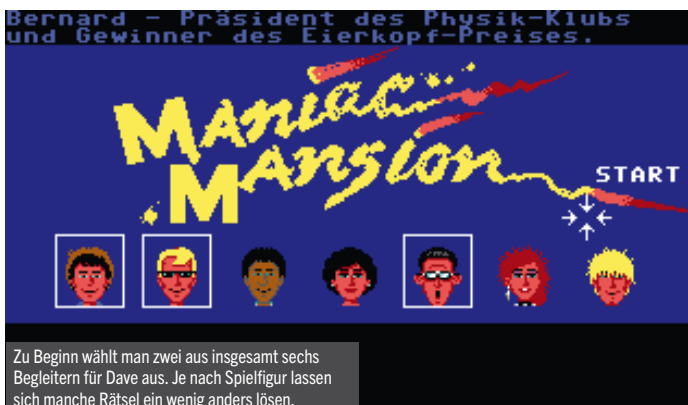 Bernard – Präsident des Physik-Klubs
und Gewinner des Eierkopf-Preises.
MANIAC
MANSION
START
Zu Beginn wählt man zwei aus insgesamt sechs
Begleitern für Dave aus. Je nach Spielfigur lassen
sich manche Rätsel ein wenig anders lösen.